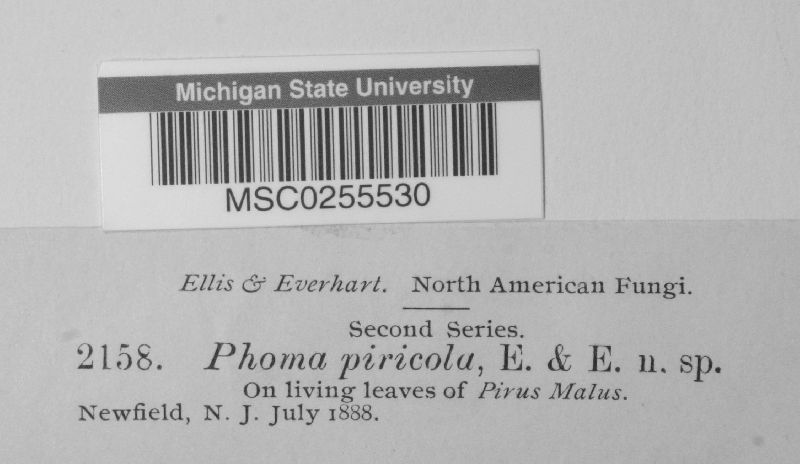 Michigan State University
MSC0255530
Ellis & Everhart. North American Fungi.
Second Series.
2158. Phoma piricola, E. & E. n. sp.
On living leaves of Pirus Malus.
Newfield, N. J. July 1888.